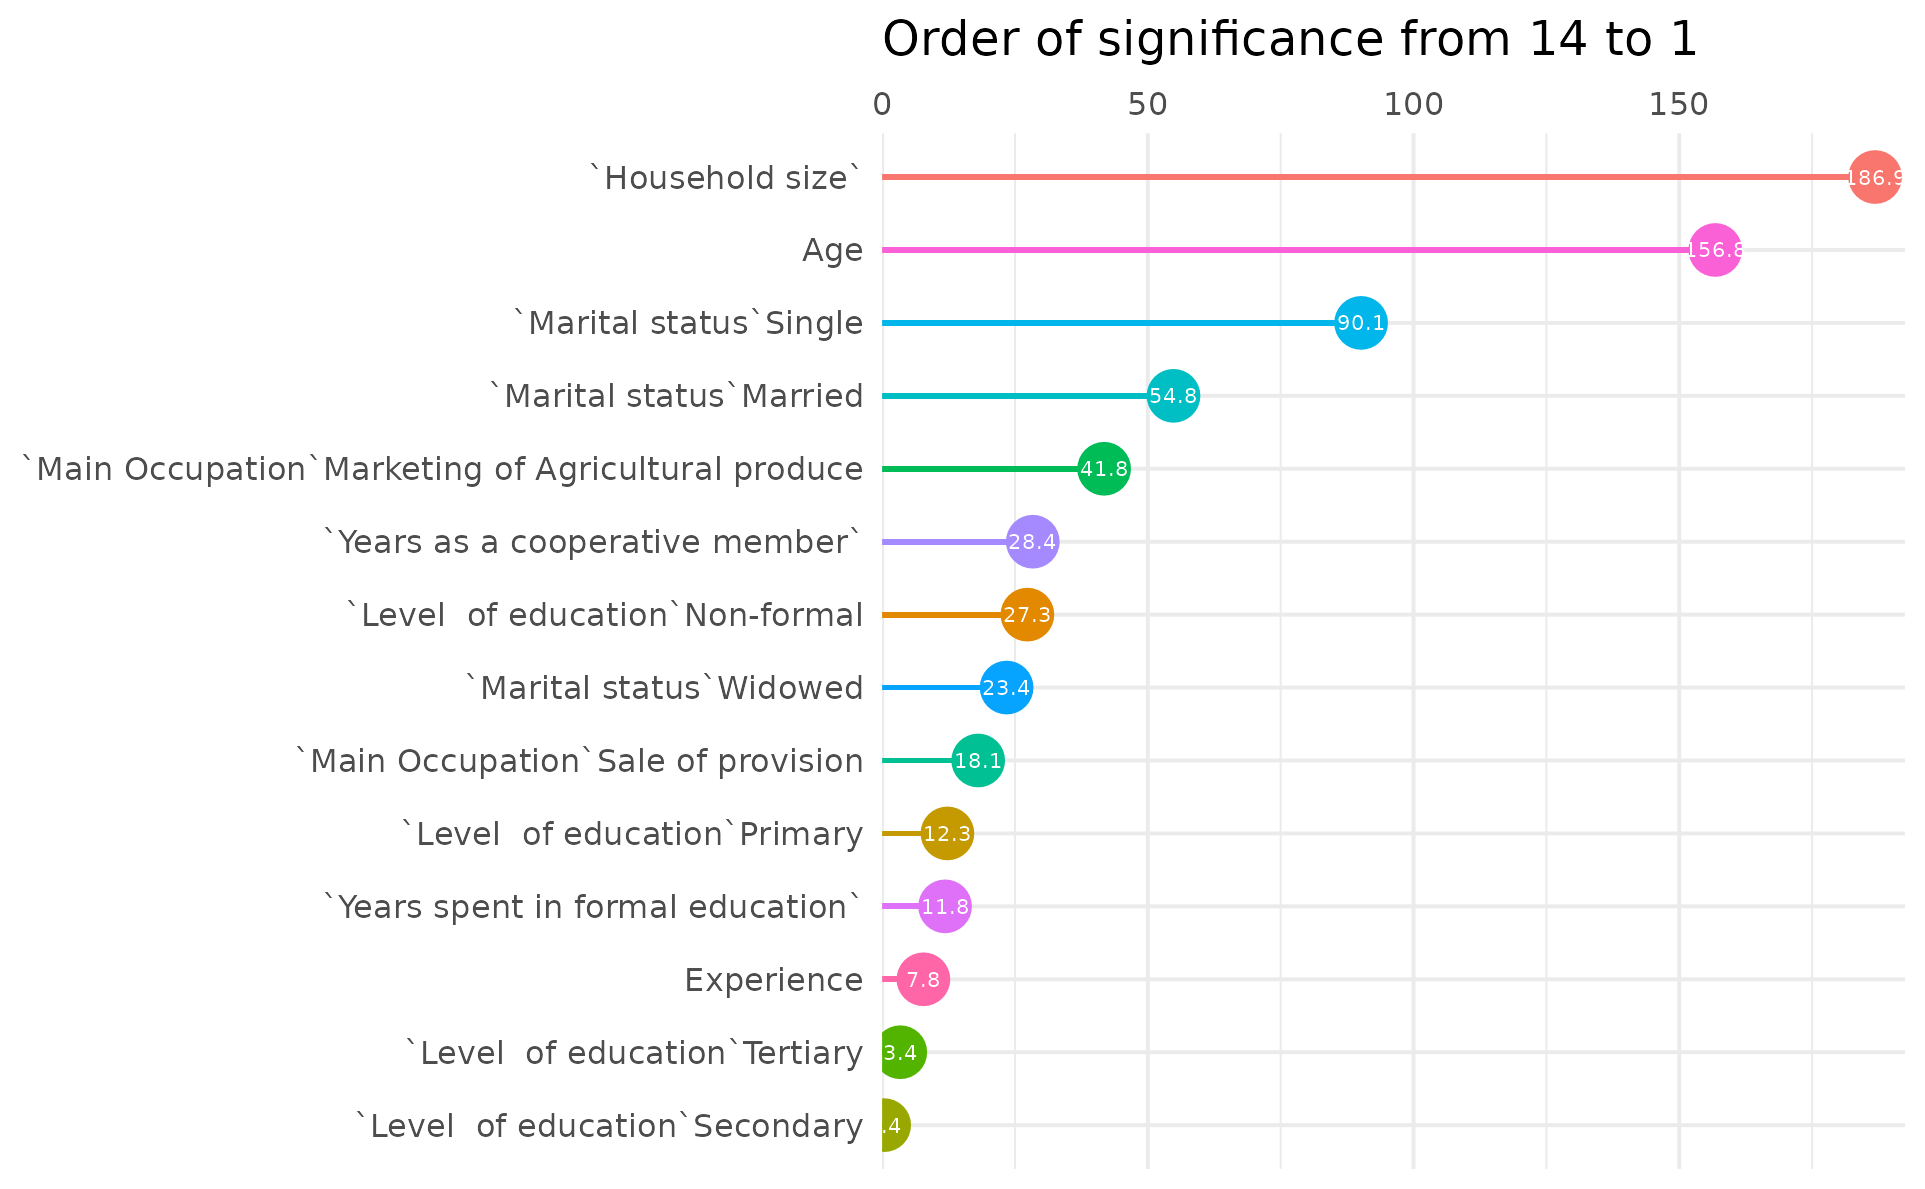 Order of significance from 14 to 1
0 50 100 150
`Household size` 186.9
Age 156.8
`Marital status`Single 90.1
`Marital status`Married 54.8
`Main Occupation`Marketing of Agricultural produce 41.8
`Years as a cooperative member` 28.4
`Level  of education`Non-formal 27.3
`Marital status`Widowed 23.4
`Main Occupation`Sale of provision 18.1
`Level  of education`Primary 12.3
`Years spent in formal education` 11.8
Experience 7.8
`Level  of education`Tertiary 3.4
`Level  of education`Secondary .4